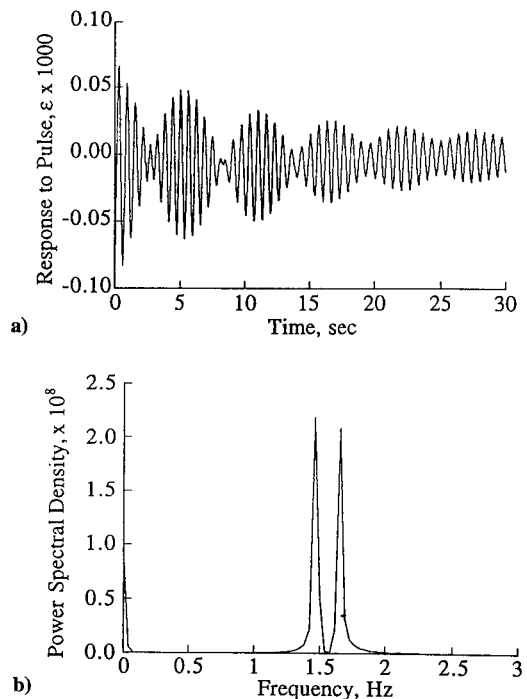 0.10
0.05
0.00
-0.05
-0.10
Response to Pulse, ε x 1000
0 5 10 15 20 25 30
Time, sec
a)
2.5
2.0
1.5
1.0
0.5
0.0
Power Spectral Density, x 10⁸
0 0.5 1 1.5 2 2.5 3
Frequency, Hz
b)